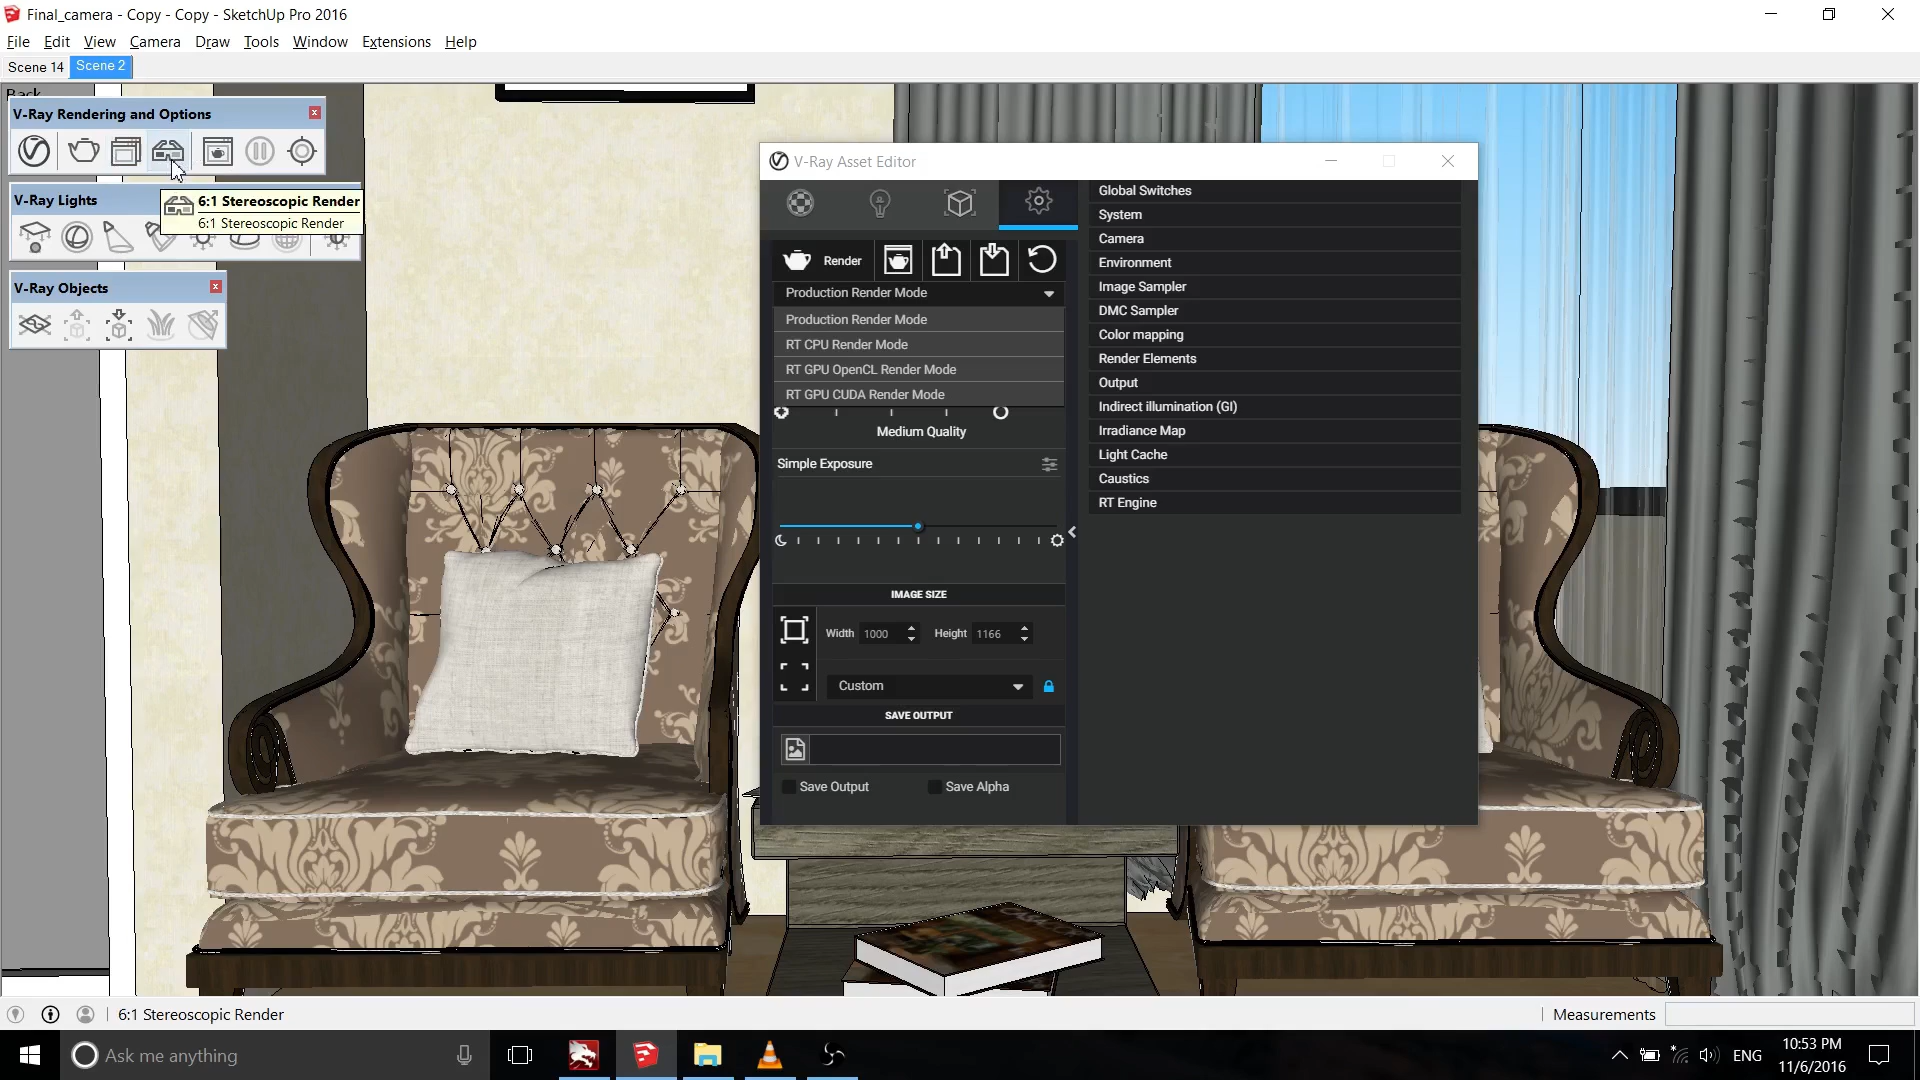 Final_camera - Copy - Copy - SketchUp Pro 2016
File Edit View Camera Draw Tools Window Extensions Help
Scene 14 Scene 2
Back
V-Ray Rendering and Options
V-Ray Lights
6:1 Stereoscopic Render
6:1 Stereoscopic Render
V-Ray Objects
V-Ray Asset Editor
Render
Production Render Mode
Production Render Mode
RT CPU Render Mode
RT GPU OpenCL Render Mode
RT GPU CUDA Render Mode
Medium Quality
Simple Exposure
IMAGE SIZE
Width 1000 Height 1166
Custom
SAVE OUTPUT
Save Output Save Alpha
Global Switches
System
Camera
Environment
Image Sampler
DMC Sampler
Color mapping
Render Elements
Output
Indirect illumination (GI)
Irradiance Map
Light Cache
Caustics
RT Engine
6:1 Stereoscopic Render
Measurements
Ask me anything
ENG
10:53 PM
11/6/2016